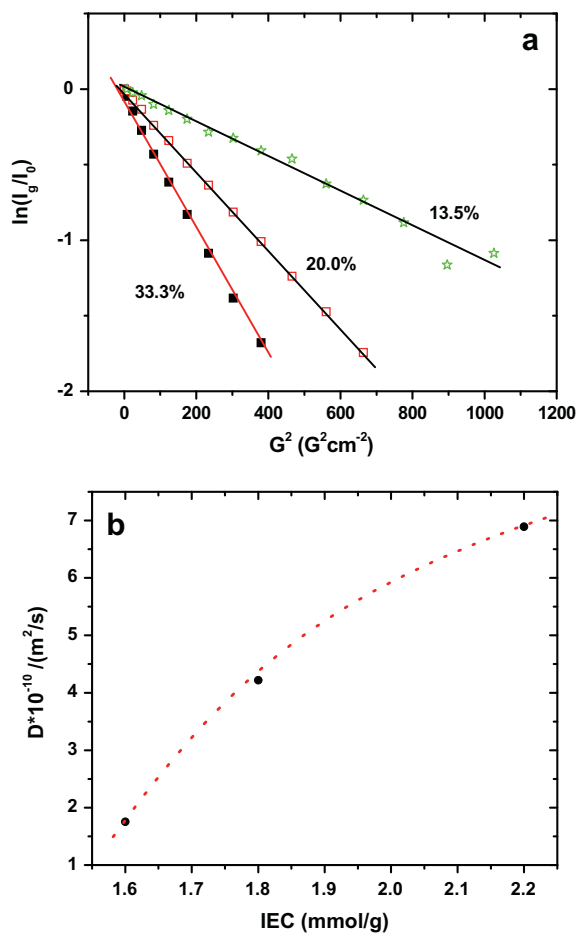 a
0
-1
-2
ln(I_g/I_0)
13.5%
20.0%
33.3%
0 200 400 600 800 1000 1200
G² (G²cm⁻²)
b
7
6
5
4
3
2
1
D*10⁻¹⁰ /(m²/s)
1.6 1.7 1.8 1.9 2.0 2.1 2.2
IEC (mmol/g)